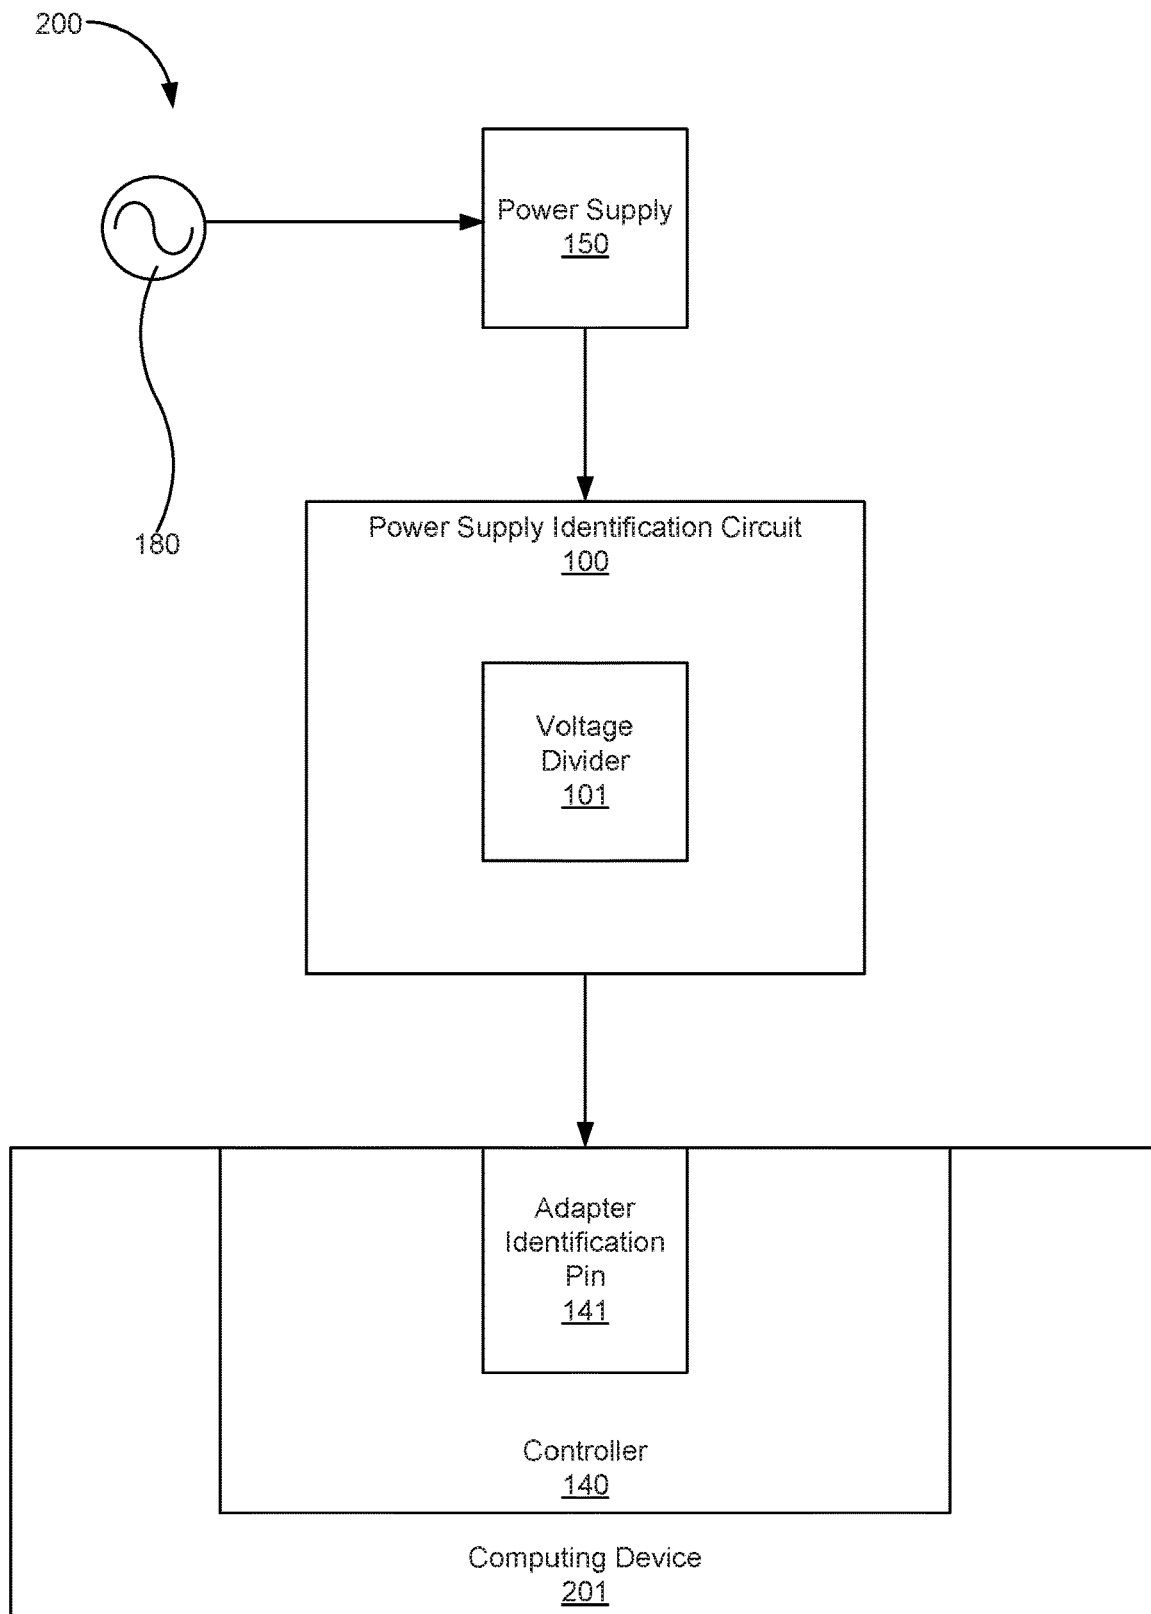 200
Power Supply
150
180
Power Supply Identification Circuit
100
Voltage
Divider
101
Adapter
Identification
Pin
141
Controller
140
Computing Device
201